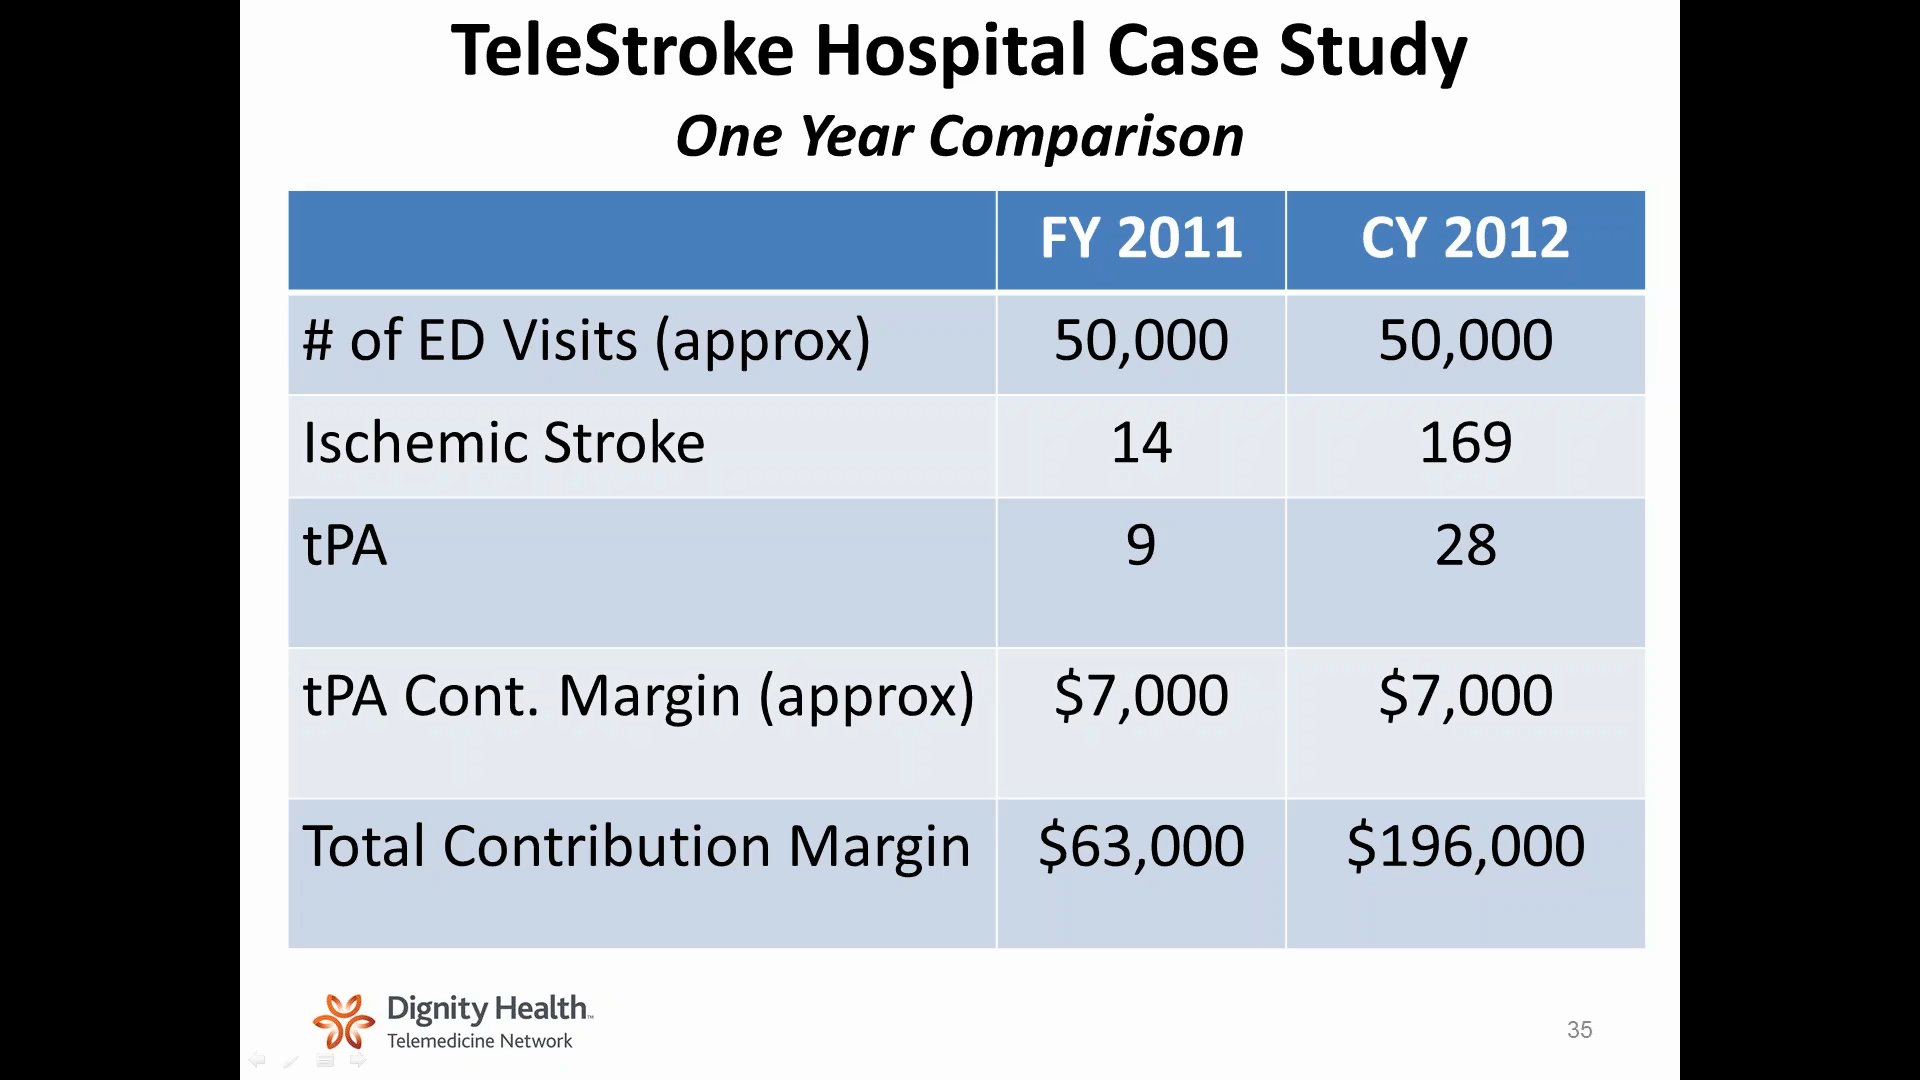 TeleStroke Hospital Case Study
One Year Comparison
FY 2011 CY 2012
# of ED Visits (approx) 50,000 50,000
Ischemic Stroke 14 169
tPA 9 28
tPA Cont. Margin (approx) $7,000 $7,000
Total Contribution Margin $63,000 $196,000
Dignity Health™
Telemedicine Network
35